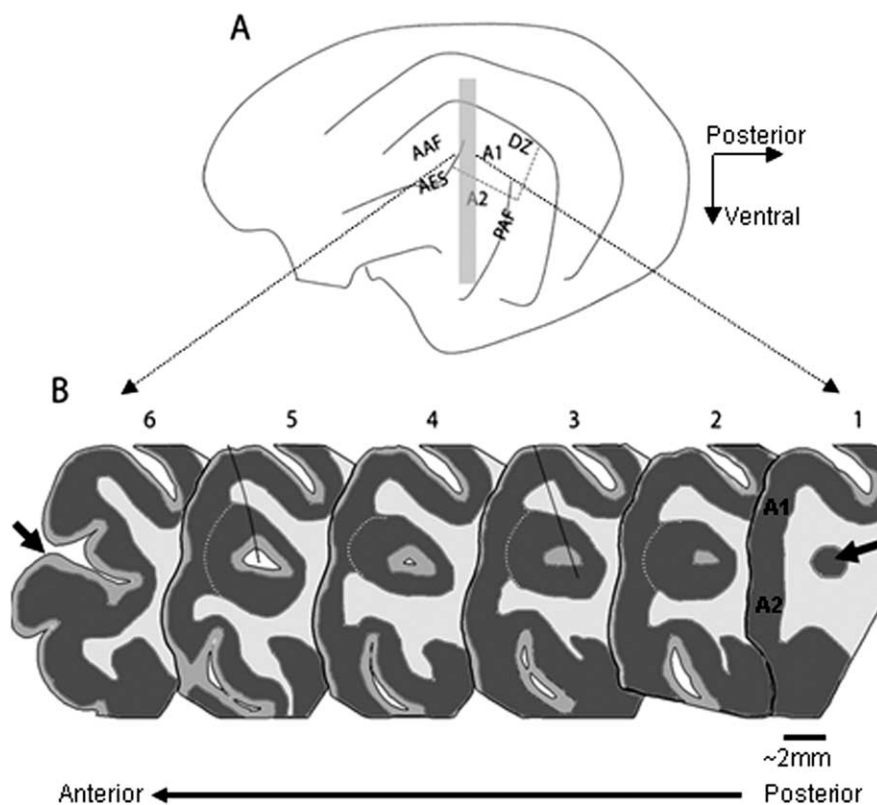 A
AAF
A1
DZ
AES
A2
PAF
Posterior
Ventral
B
6 5 4 3 2 1
A1
A2
~2mm
Anterior Posterior